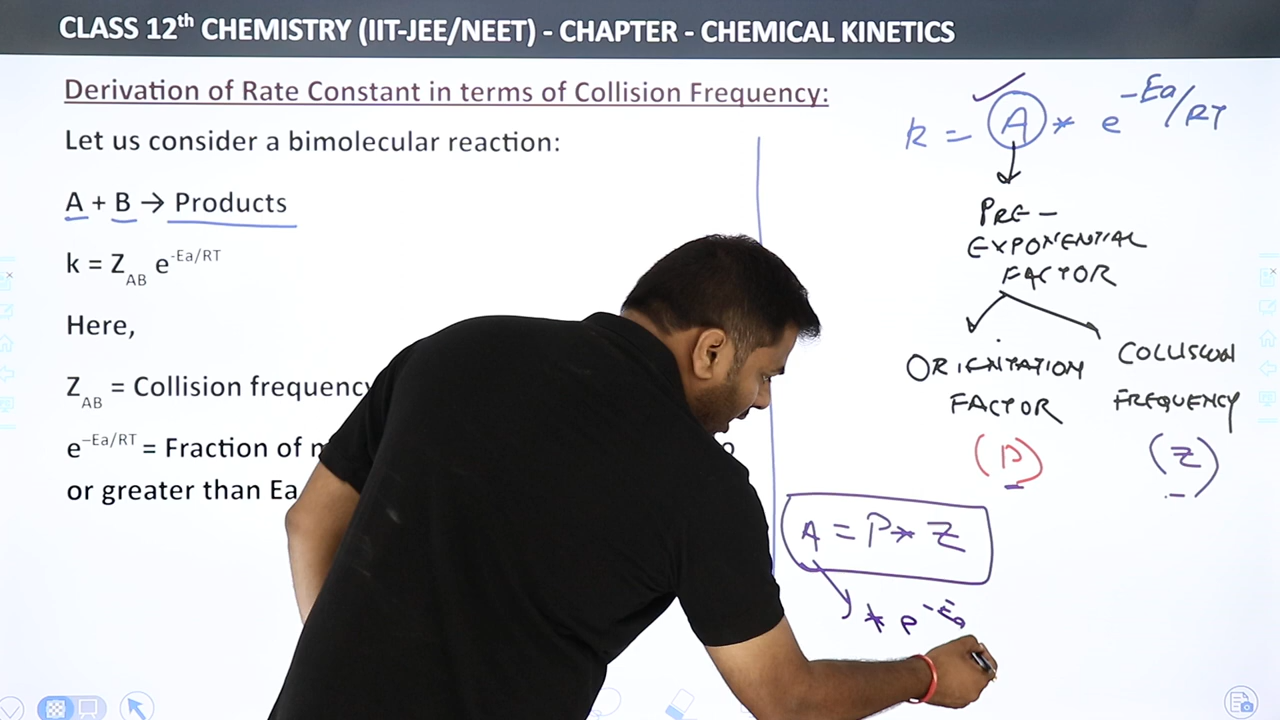 CLASS 12th CHEMISTRY (IIT-JEE/NEET) - CHAPTER - CHEMICAL KINETICS
Derivation of Rate Constant in terms of Collision Frequency:
Let us consider a bimolecular reaction:
A + B → Products
k = Z_AB e^-Ea/RT
Here,
Z_AB = Collision frequency
e^–Ea/RT = Fraction of
or greater than Ea
k = A * e^-Ea/RT
PRE -
EXPONENTIAL
FACTOR
ORIENTATION
FACTOR
(P)
COLLISION
FREQUENCY
(Z)
A = P * Z
* e^-Ea